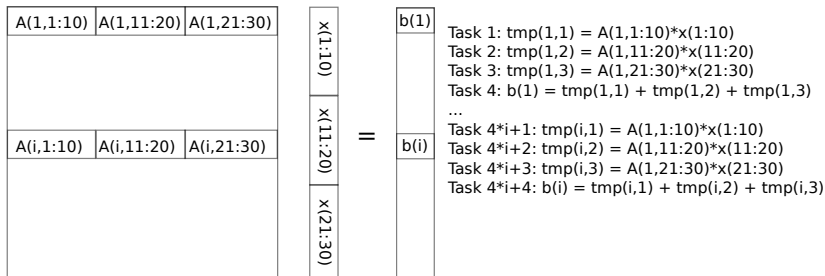 A(1,1:10) A(1,11:20) A(1,21:30)
x(1:10)
b(1)
Task 1: tmp(1,1) = A(1,1:10)*x(1:10)
Task 2: tmp(1,2) = A(1,11:20)*x(11:20)
Task 3: tmp(1,3) = A(1,21:30)*x(21:30)
Task 4: b(1) = tmp(1,1) + tmp(1,2) + tmp(1,3)
...
A(i,1:10) A(i,11:20) A(i,21:30)
x(11:20)
=
b(i)
Task 4*i+1: tmp(i,1) = A(1,1:10)*x(1:10)
Task 4*i+2: tmp(i,2) = A(1,11:20)*x(11:20)
Task 4*i+3: tmp(i,3) = A(1,21:30)*x(21:30)
Task 4*i+4: b(i) = tmp(i,1) + tmp(i,2) + tmp(i,3)
x(21:30)